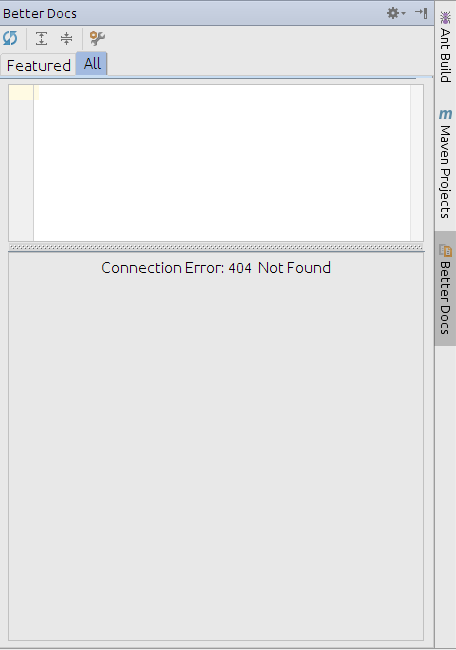 Better Docs
Featured
All
Connection Error: 404 Not Found
Ant Build
m
Maven Projects
Better Docs